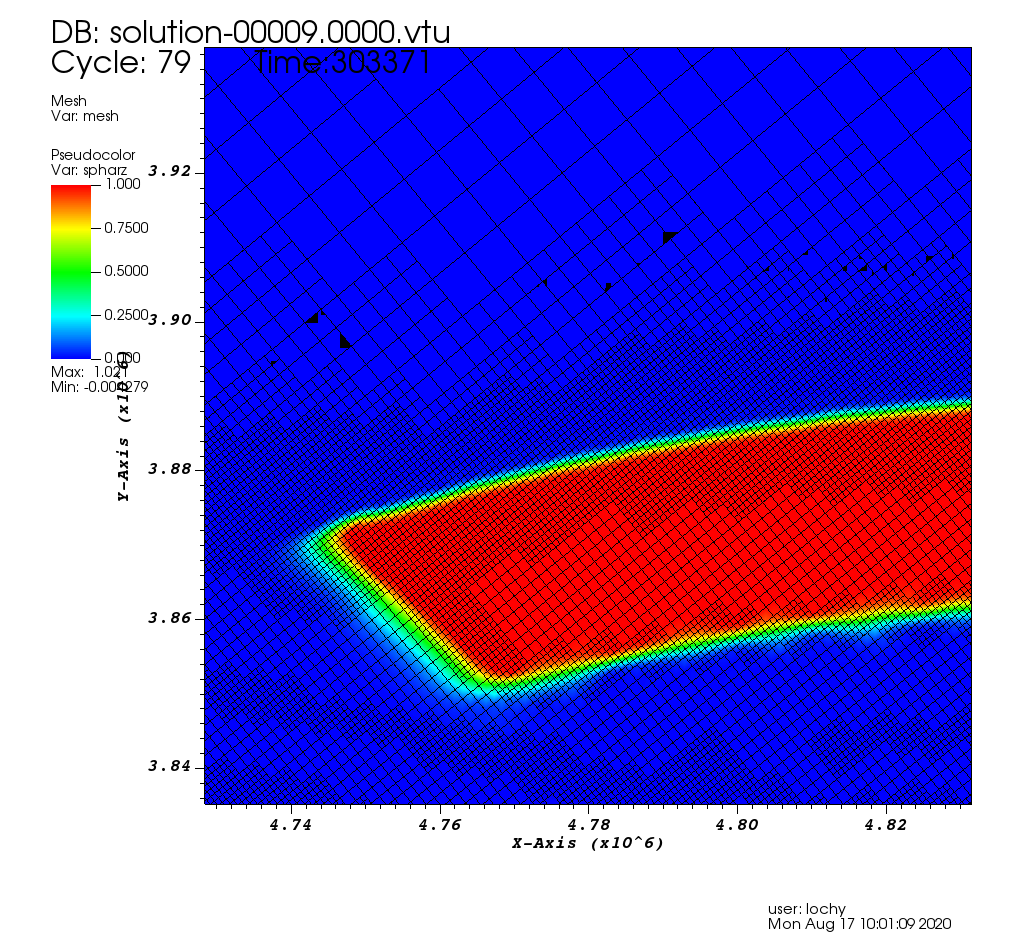 DB: solution-00009.0000.vtu
Cycle: 79 Time:303371
Mesh
Var: mesh
Pseudocolor
Var: spharz
1.000
0.7500
0.5000
0.2500
0.000
Max: 1.021
3.92
3.90
3.88
3.86
3.84
Y-Axis (x10^6)
4.74 4.76 4.78 4.80 4.82
X-Axis (x10^6)
user: lochy
Mon Aug 17 10:01:09 2020